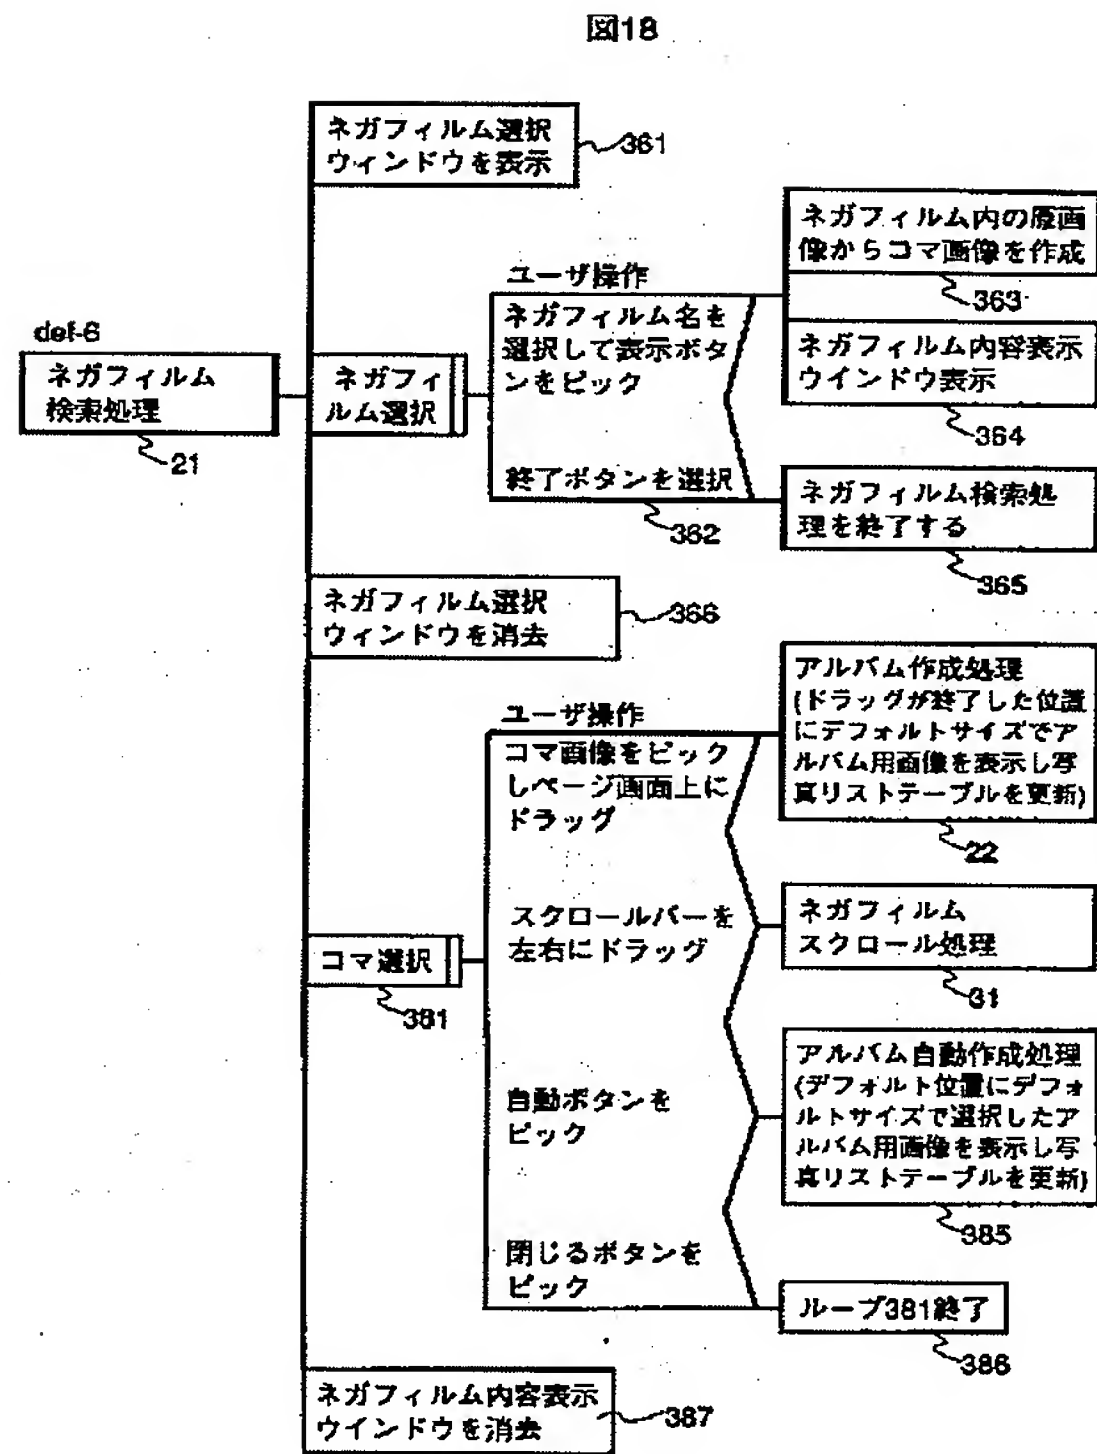 図18
ネガフィルム選択
ウィンドウを表示
361
ネガフィルム内の原画
像からコマ画像を作成
363
ユーザ操作
ネガフィルム名を
選択して表示ボタ
ンをピック
def-6
ネガフィルム
検索処理
21
ネガフィ
ルム選択
ネガフィルム内容表示
ウインドウ表示
364
終了ボタンを選択
362
ネガフィルム検索処
理を終了する
365
ネガフィルム選択
ウィンドウを消去
366
アルバム作成処理
(ドラッグが終了した位置
にデフォルトサイズでア
ルバム用画像を表示し写
真リストテーブルを更新)
22
ユーザ操作
コマ画像をピック
しページ画面上に
ドラッグ
スクロールバーを
左右にドラッグ
ネガフィルム
スクロール処理
31
コマ選択
381
自動ボタンを
ピック
アルバム自動作成処理
(デフォルト位置にデフォ
ルトサイズで選択したア
ルバム用画像を表示し写
真リストテーブルを更新)
385
閉じるボタンを
ピック
ループ381終了
386
ネガフィルム内容表示
ウインドウを消去
387